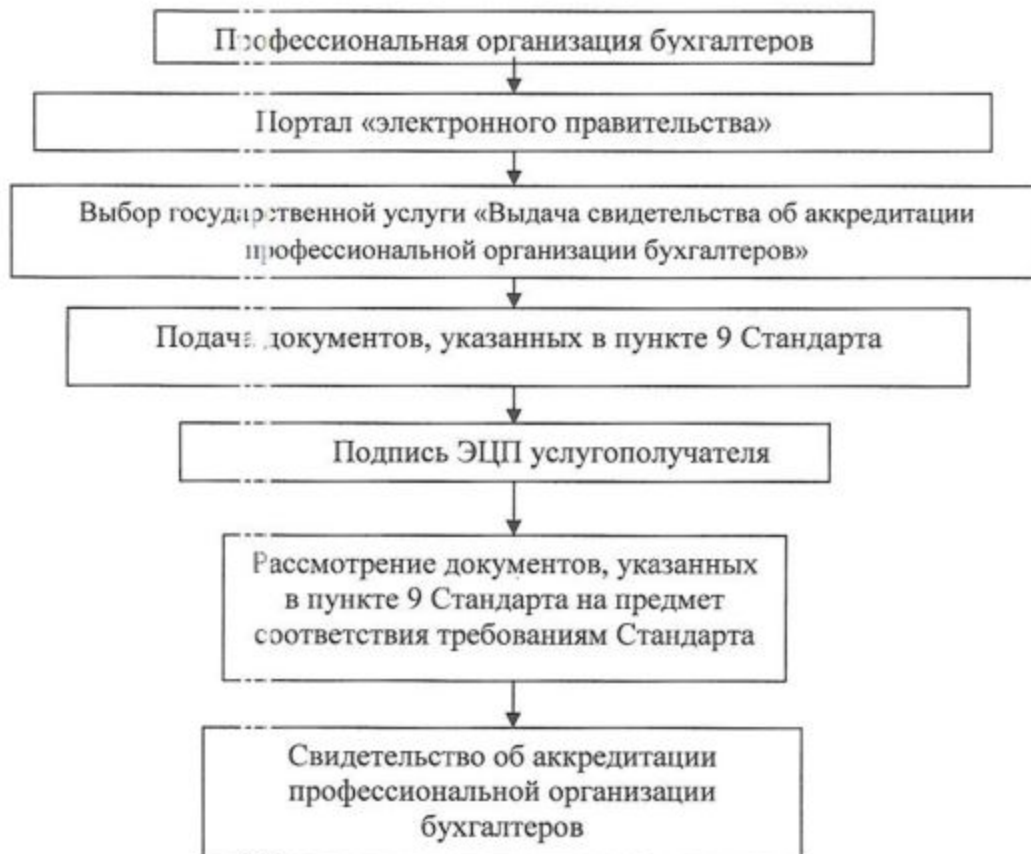 Профессиональная организация бухгалтеров
Портал «электронного правительства»
Выбор государственной услуги «Выдача свидетельства об аккредитации
профессиональной организации бухгалтеров»
Подача документов, указанных в пункте 9 Стандарта
Подпись ЭЦП услугополучателя
Рассмотрение документов, указанных
в пункте 9 Стандарта на предмет
соответствия требованиям Стандарта
Свидетельство об аккредитации
профессиональной организации
бухгалтеров